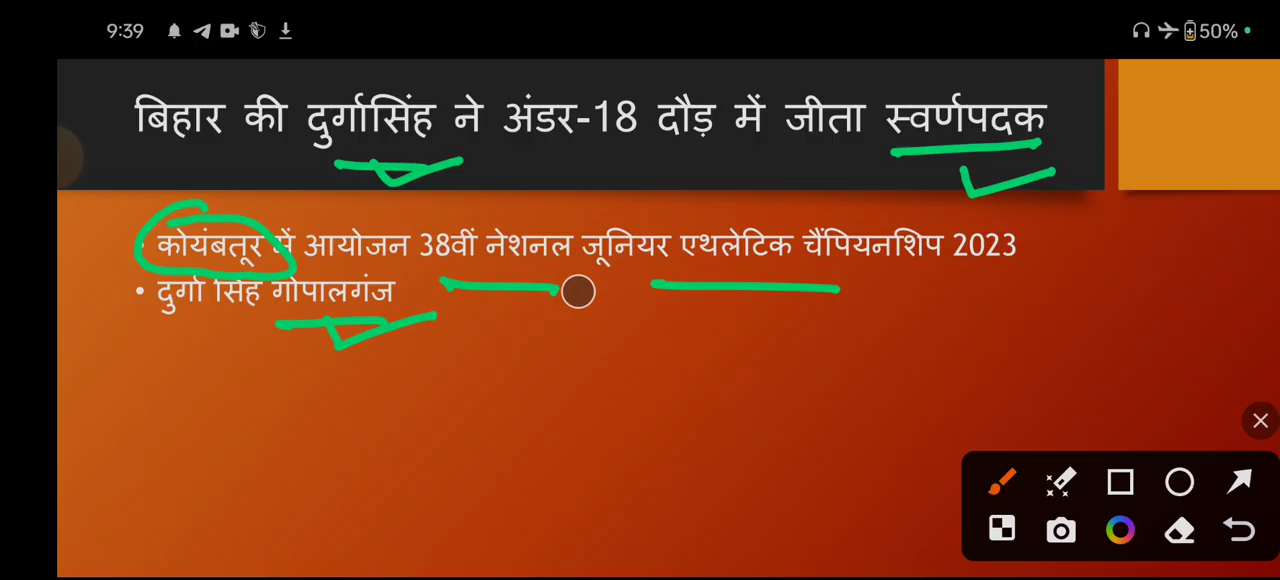 9:39
50%
बिहार की दुर्गासिंह ने अंडर-18 दौड़ में जीता स्वर्णपदक
कोयंबतूर में आयोजन 38वीं नेशनल जूनियर एथलेटिक चैंपियनशिप 2023
दुर्गा सिंह गोपालगंज